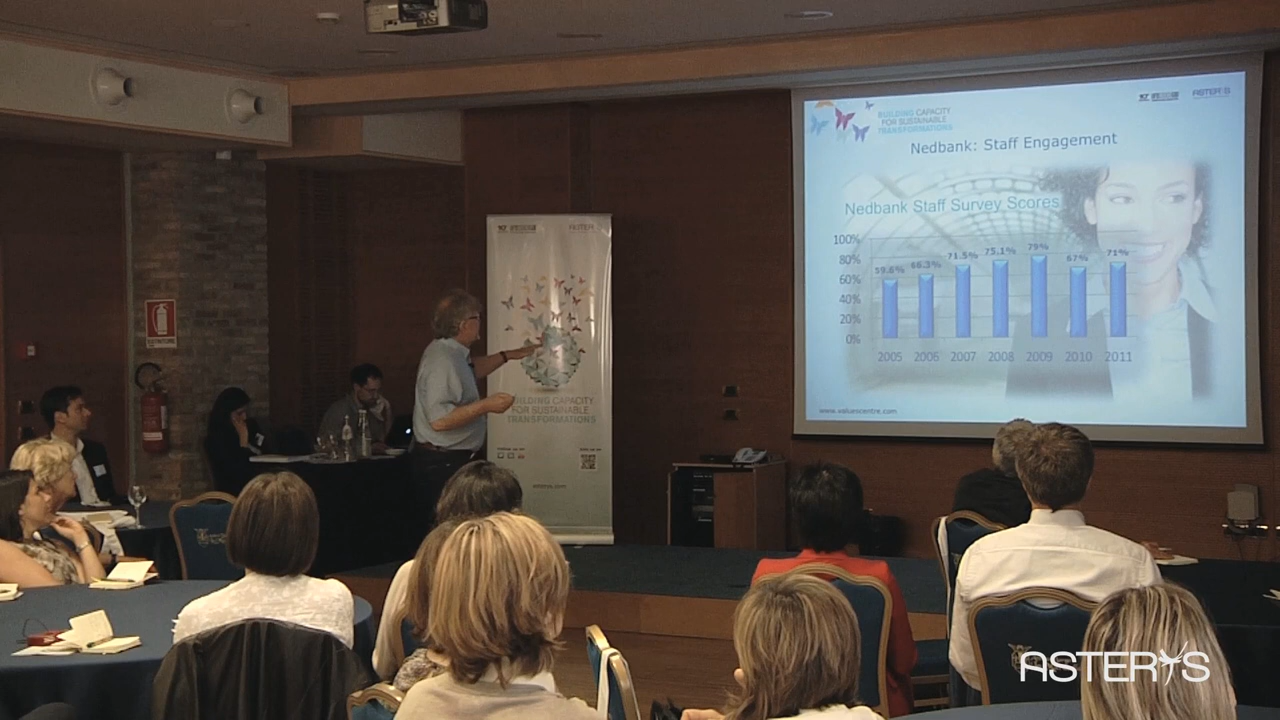 ASTERYS
BUILDING CAPACITY
FOR SUSTAINABLE
TRANSFORMATIONS
Nedbank: Staff Engagement
Nedbank Staff Survey Scores
100%
80%
60%
40%
20%
0%
59.6%
66.3%
71.5%
75.1%
79%
67%
71%
2005 2006 2007 2008 2009 2010 2011
www.valuescentre.com
BUILDING CAPACITY
FOR SUSTAINABLE
TRANSFORMATIONS
ESTINTORE
ASTERYS